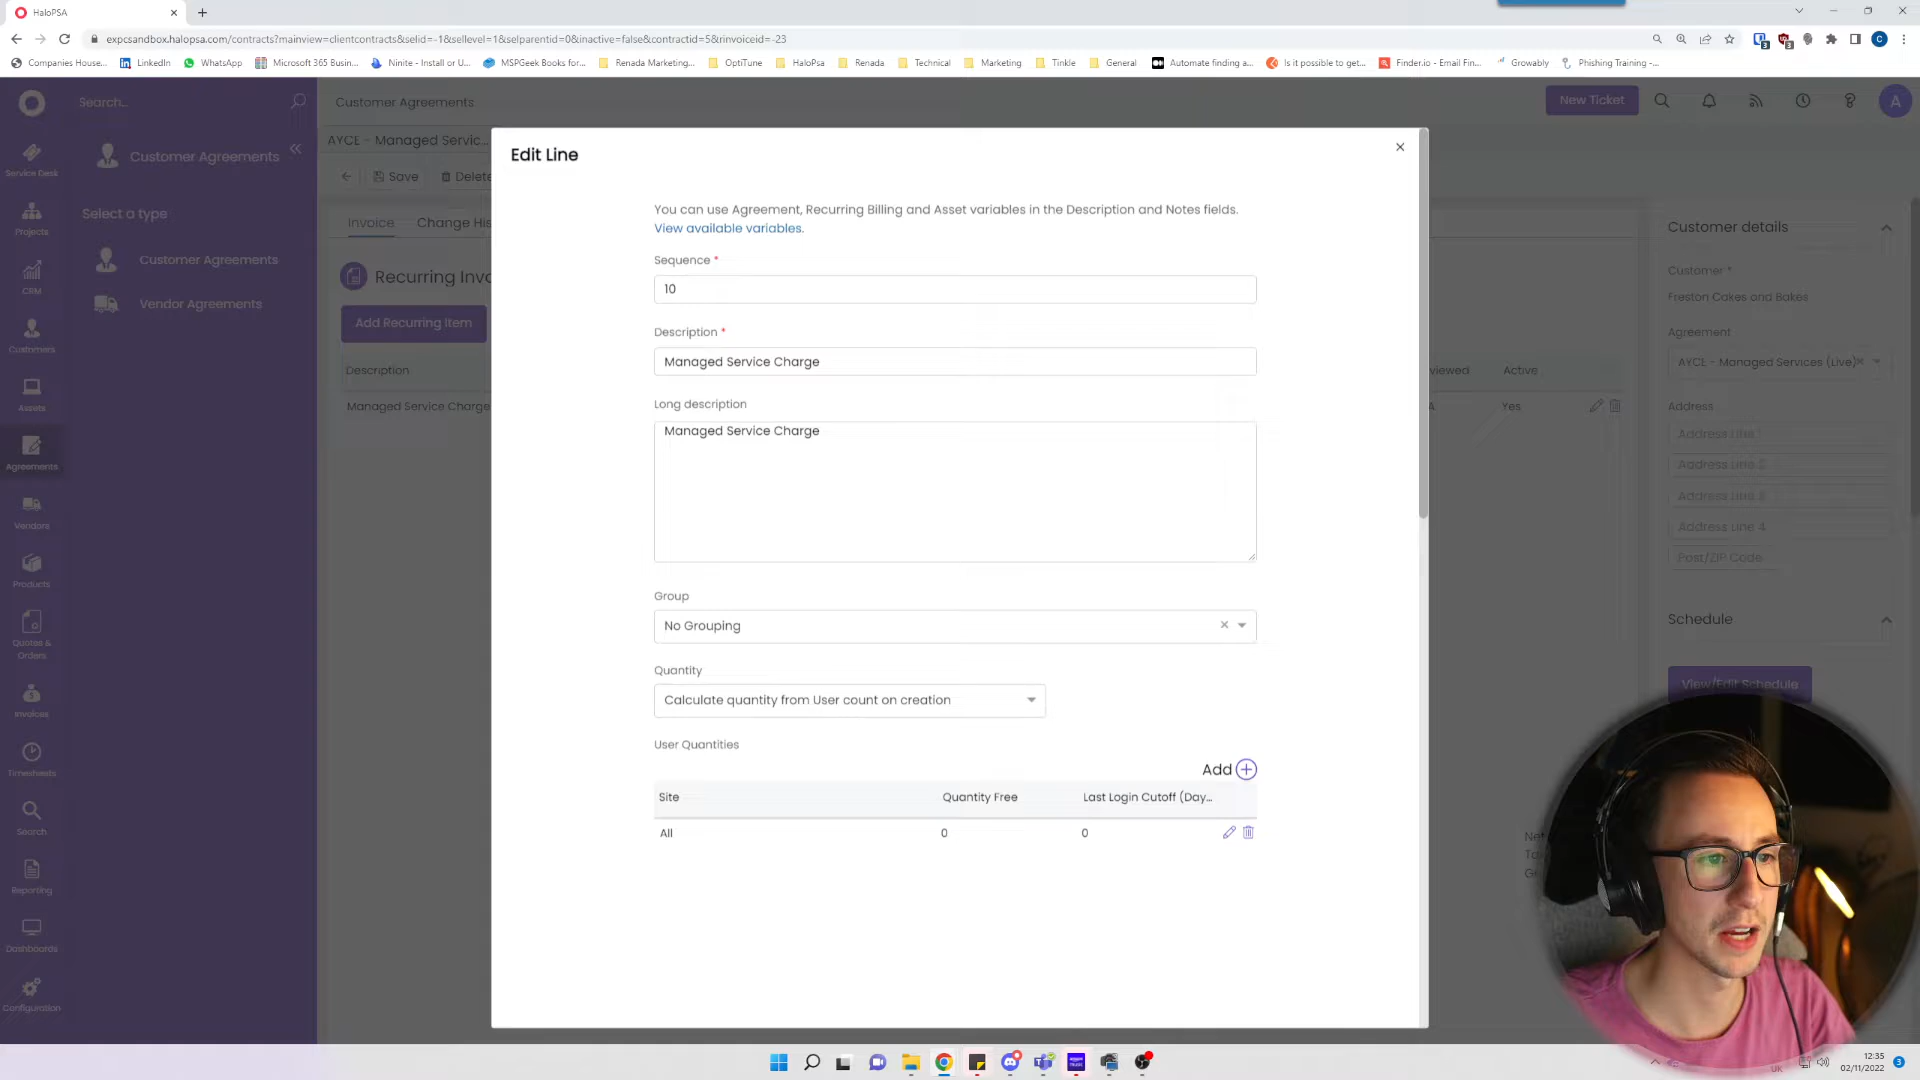 HaloPSA
expcsandbox.halopsa.com/contracts?mainview=clientcontracts&selid=-1&sellevel=1&selparentid=0&inactive=false&contractid=5&rinvoiceid=-23
Companies House... LinkedIn WhatsApp Microsoft 365 Busin... Ninite - Install or U... MSPGeek Books for... Renada Marketing... OptiTune HaloPsa Renada Technical Marketing Tinkle General Automate finding a... Is it possible to get... Finder.io - Email Fin... Growably Phishing Training -...
Search...
Customer Agreements
New Ticket
A
Service Desk
Projects
CRM
Customers
Assets
Agreements
Vendors
Products
Quotes &
Orders
Invoices
Timesheets
Search
Reporting
Dashboards
Configuration
Customer Agreements
Select a type
Customer Agreements
Vendor Agreements
AYCE - Managed Servic...
Save Delete
Invoice Change His
Recurring Invo
Add Recurring Item
Description
Managed Service Charge
Edit Line
You can use Agreement, Recurring Billing and Asset variables in the Description and Notes fields.
View available variables.
Sequence *
10
Description *
Managed Service Charge
Long description
Managed Service Charge
Group
No Grouping
Quantity
Calculate quantity from User count on creation
User Quantities
Add
Site Quantity Free Last Login Cutoff (Day...
All 0 0
viewed Active
A Yes
Customer details
Customer *
Freston Cakes and Bakes
Agreement
AYCE - Managed Services (Live)
Address
Address Line 1
Address Line 2
Address Line 3
Address Line 4
Post/ZIP Code
Schedule
View/Edit Schedule
Net
UK
12:35
02/11/2022
3